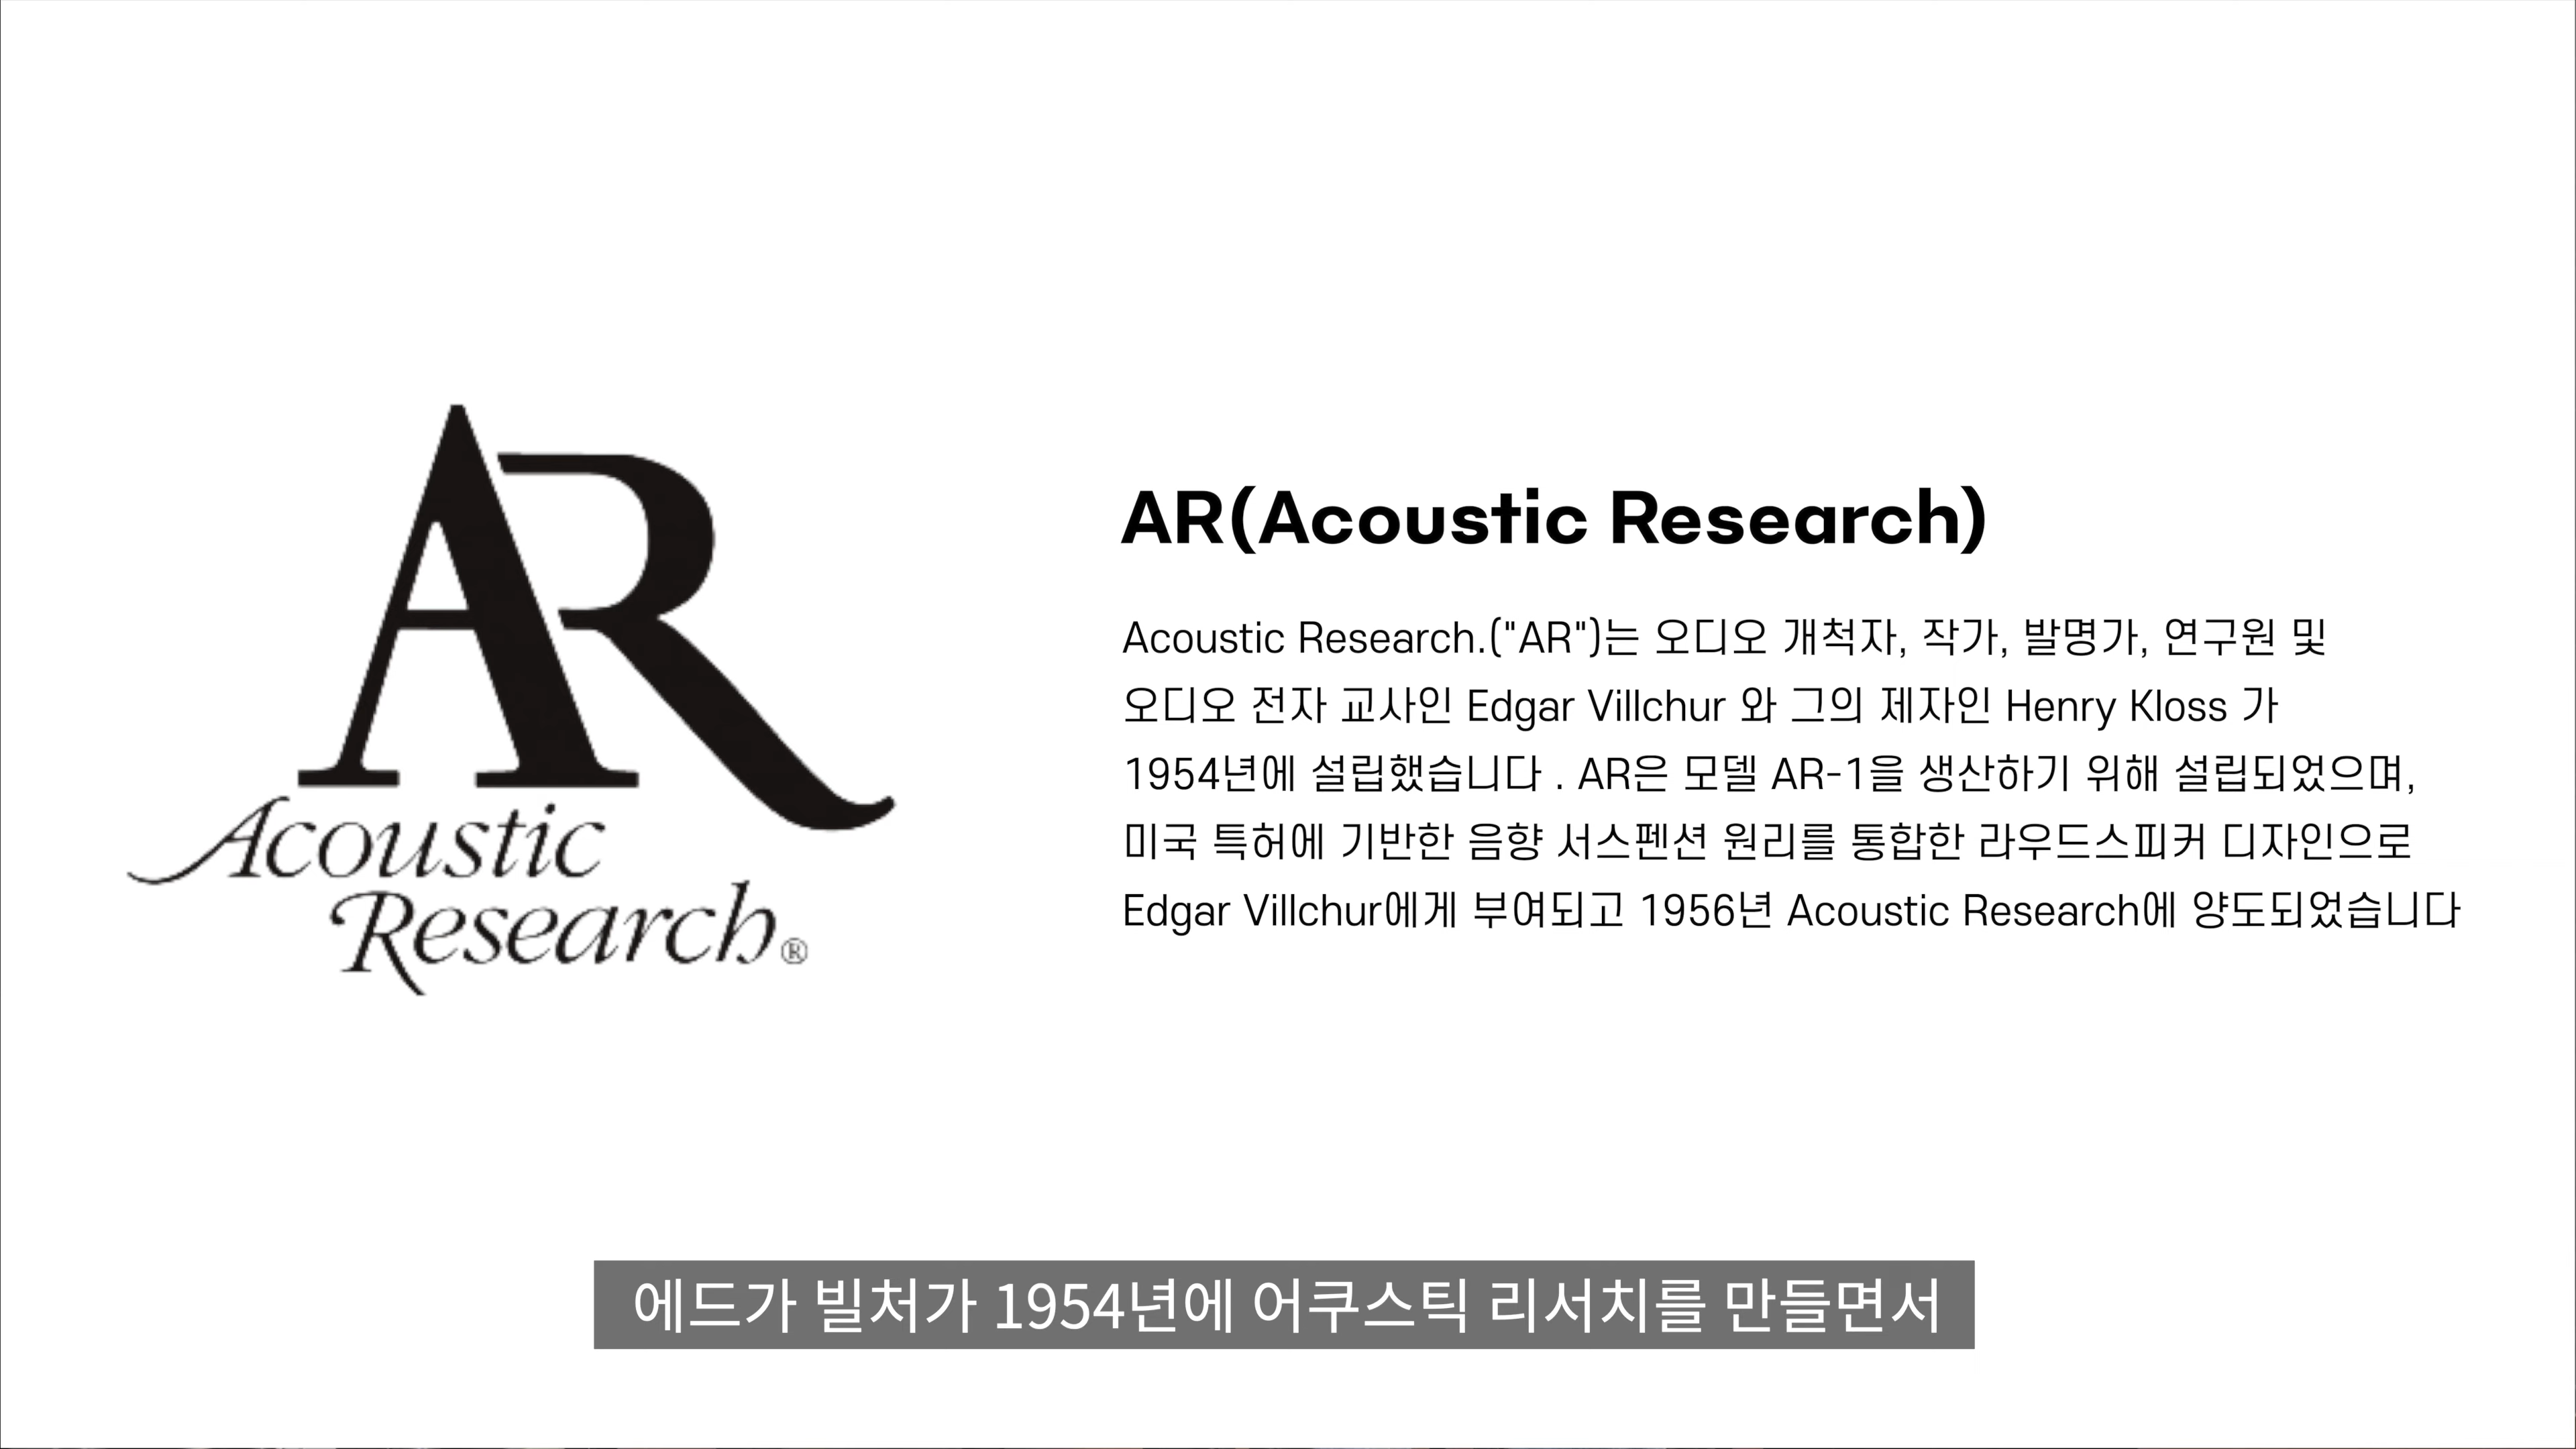 AR
Acoustic
Research®
AR(Acoustic Research)
Acoustic Research.("AR")는 오디오 개척자, 작가, 발명가, 연구원 및
오디오 전자 교사인 Edgar Villchur 와 그의 제자인 Henry Kloss 가
1954년에 설립했습니다 . AR은 모델 AR-1을 생산하기 위해 설립되었으며,
미국 특허에 기반한 음향 서스펜션 원리를 통합한 라우드스피커 디자인으로
Edgar Villchur에게 부여되고 1956년 Acoustic Research에 양도되었습니다
에드가 빌처가 1954년에 어쿠스틱 리서치를 만들면서